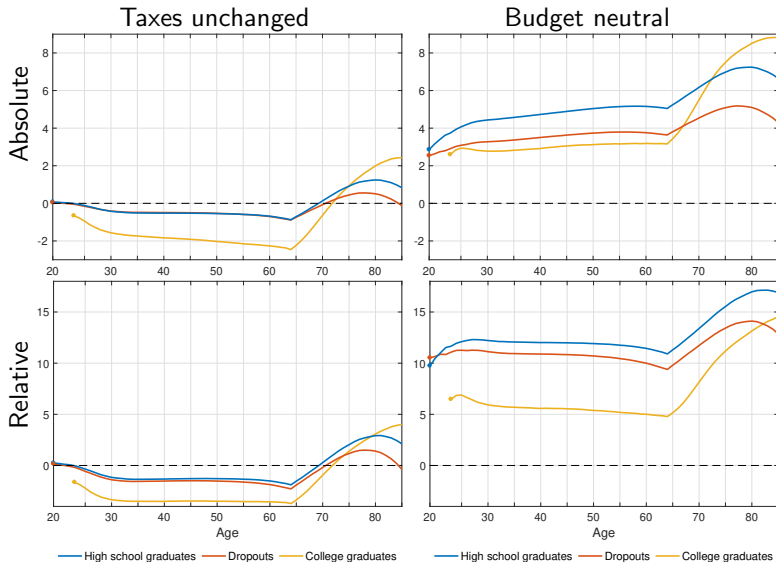 Taxes unchanged
Budget neutral
Absolute
8
6
4
2
0
-2
20 30 40 50 60 70 80
8
6
4
2
0
-2
20 30 40 50 60 70 80
Relative
15
10
5
0
20 30 40 50 60 70 80
Age
15
10
5
0
20 30 40 50 60 70 80
Age
High school graduates Dropouts College graduates
High school graduates Dropouts College graduates